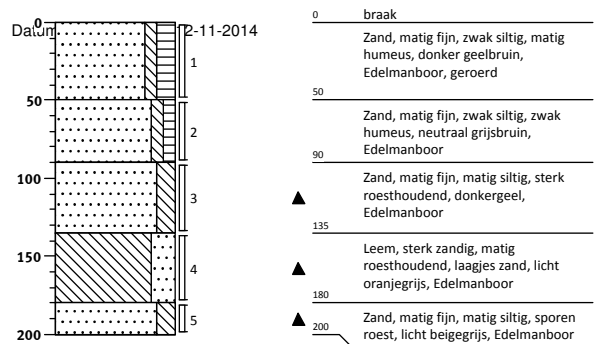 Datum 2-11-2014
0
50
100
150
200
1
2
3
4
5
0 braak
Zand, matig fijn, zwak siltig, matig
humeus, donker geelbruin,
Edelmanboor, geroerd
50
Zand, matig fijn, zwak siltig, zwak
humeus, neutraal grijsbruin,
Edelmanboor
90
Zand, matig fijn, matig siltig, sterk
roesthoudend, donkergeel,
Edelmanboor
135
Leem, sterk zandig, matig
roesthoudend, laagjes zand, licht
oranjegrijs, Edelmanboor
180
Zand, matig fijn, matig siltig, sporen
roest, licht beigegrijs, Edelmanboor
200